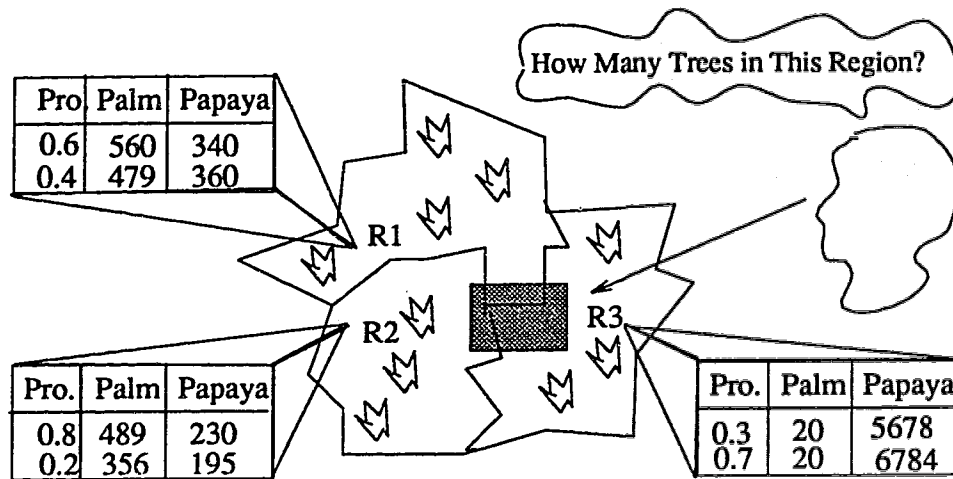 How Many Trees in This Region?
Pro. Palm Papaya
0.6 560 340
0.4 479 360
R1
R2
R3
Pro. Palm Papaya
0.8 489 230
0.2 356 195
Pro. Palm Papaya
0.3 20 5678
0.7 20 6784